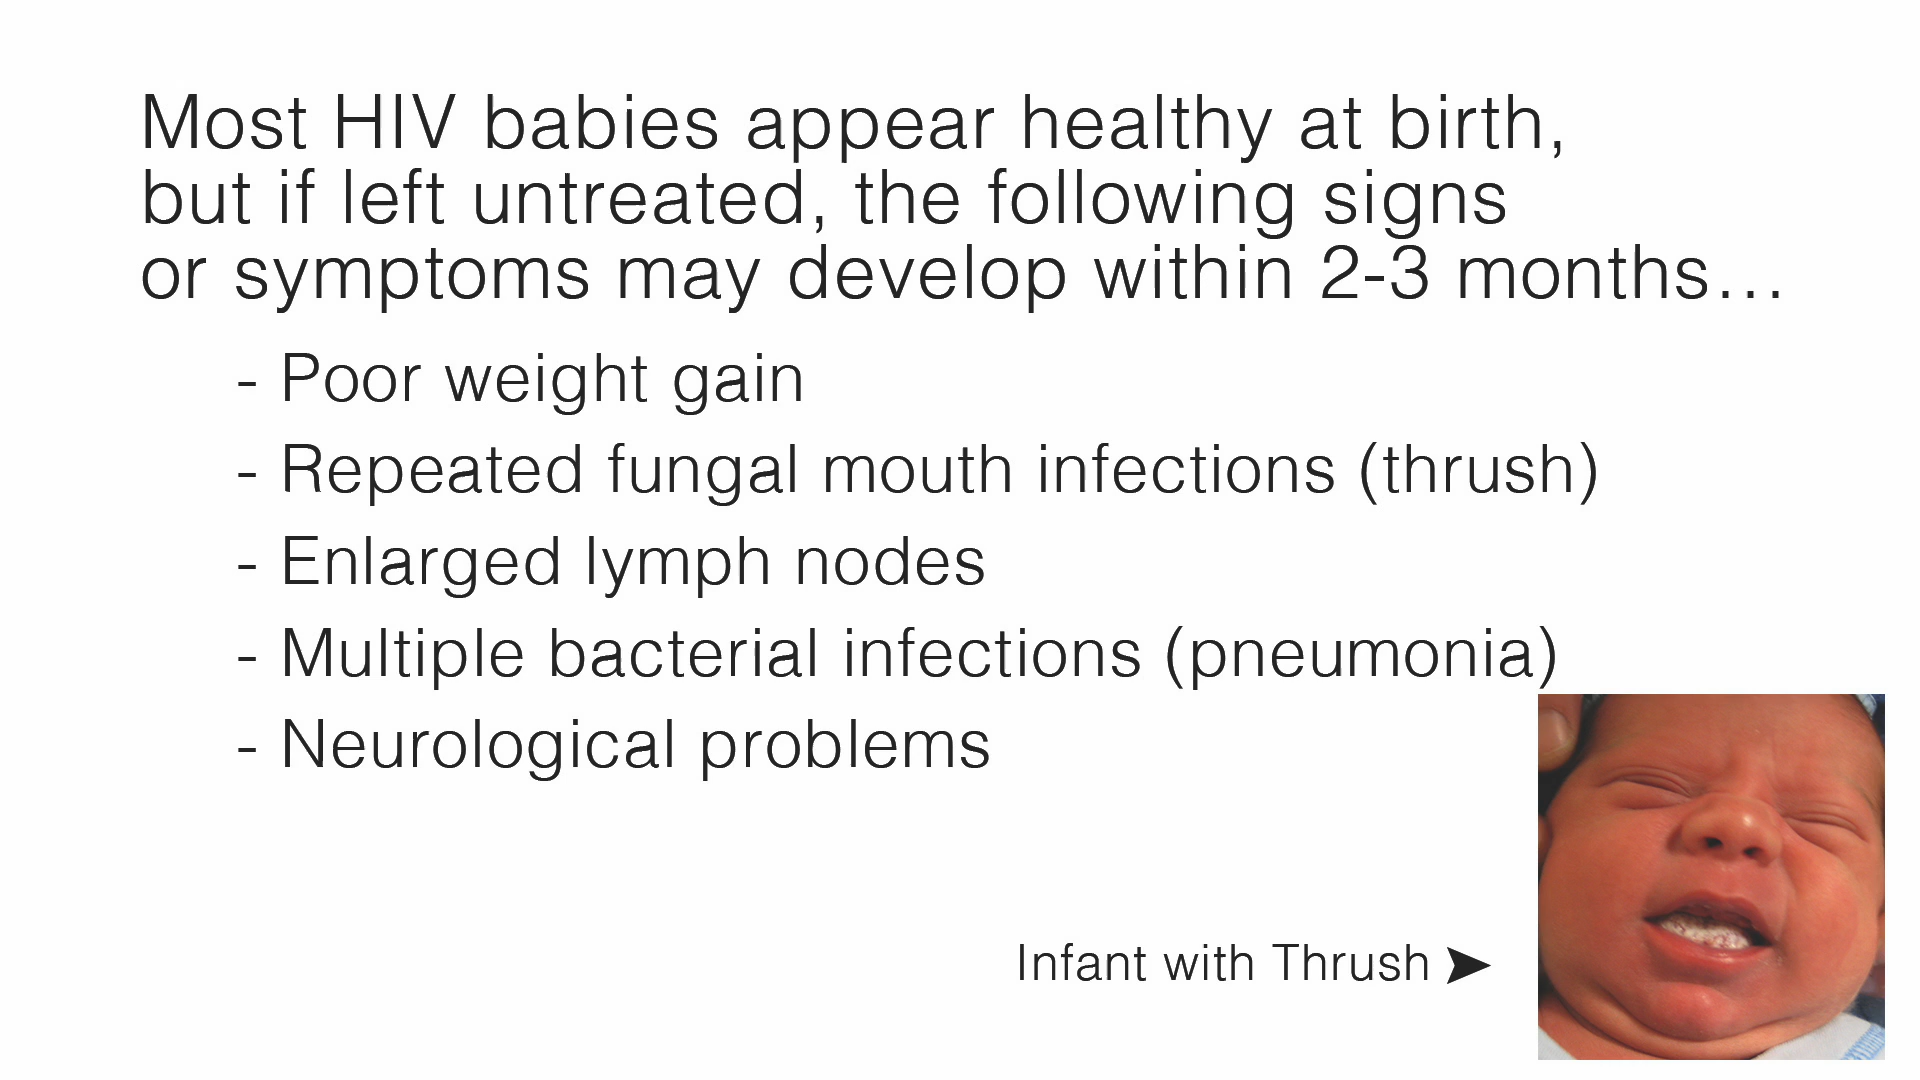 Most HIV babies appear healthy at birth,
but if left untreated, the following signs
or symptoms may develop within 2-3 months...
- Poor weight gain
- Repeated fungal mouth infections (thrush)
- Enlarged lymph nodes
- Multiple bacterial infections (pneumonia)
- Neurological problems
Infant with Thrush ➤